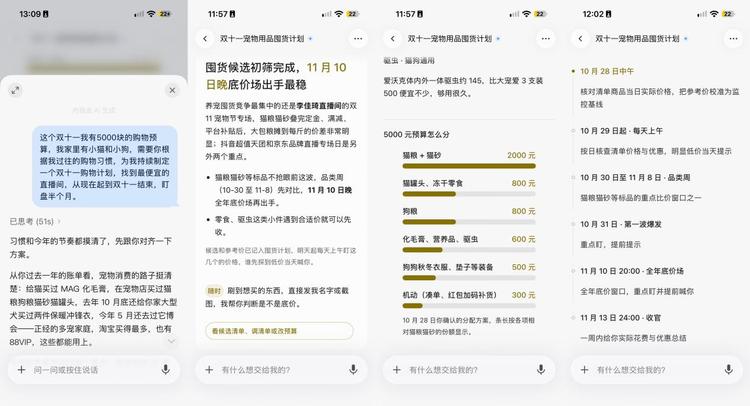 13:09
22
内容由 AI 生成
这个双十一我有5000块的购物预
算，我家里有小猫和小狗，需要你根
据我过往的购物习惯，为我持续制定
一个双十一购物计划，找到最便宜的
直播间，从现在起到双十一结束，盯
盘半个月。
已思考 (51s) >
习惯和今年的节奏都摸清了，先跟你对齐一下
方案。
从你过去一年的账单看，宠物消费的路子挺清
楚：给猫买过 MAG 化毛膏，在宠物店买过猫
粮狗粮猫砂猫罐头，去年 10 月底还给你家大型
犬买过两件保暖冲锋衣，今年 5 月还去过它博
会——正经的多宠家庭，淘宝买得最多，也有
88VIP，这些都能用上。
问一问或按住说话
11:57
22
双十一宠物用品囤货计划
囤货候选初筛完成，11 月 10
日晚底价场出手最稳
养宠囤货竞争最集中的还是李佳琦直播间的双
11 宠物节专场，猫粮猫砂叠完定金、满减、
平台补贴后，大包粮摊到每斤的价差非常明
显；抖音超值天团和京东品牌直播专场日是另
外两个重点。
• 猫粮猫砂等标品不抢眼前这波，品类周
（10-30 至 11-8）先对比，11 月 10 日晚
全年底价场再出手。
• 零食、驱虫这类小件遇到合适价就可以先
收。
候选和参考价已记入囤货计划，明天起每天上午盯这
几个的价格，谁先探到低价当天喊你。
随时 刷到想买的东西，直接发我名字或截
图，我帮你判断是不是底价。
看候选清单、调清单或改预算
有什么想交给我的？
11:57
22
双十一宠物用品囤货计划
驱虫 · 猫狗通用
爱沃克体内外一体驱虫约 145，比大宠爱 3 支装
500 便宜不少，够用很久。
5000 元预算怎么分
猫粮 + 猫砂 2000 元
猫罐头、冻干零食 800 元
狗粮 800 元
化毛膏、营养品、驱虫 600 元
狗狗秋冬衣服、垫子等装备 500 元
机动（凑单、红包加码补货） 300 元
10 月 28 日你确认的分配方案，条长按各项相
对猫粮猫砂的份额显示。
有什么想交给我的？
12:02
22
双十一宠物用品囤货计划
10 月 28 日中午
核对清单商品当日实际价格，把参考价校准为监
控基线
10 月 29 日起 · 每天上午
按日核查清单价格与优惠，明显低价当天提示
10 月 30 日至 11 月 8 日 · 品类周
猫粮猫砂等标品的重点比价窗口之一
10 月 31 日 · 第一波爆发
重点盯，提前提示
11 月 10 日 20:00 · 全年底价场
全年底价窗口，重点盯并提前喊你
11 月 13 日 24:00 · 收官
一周内给你实际花费与优惠总结
有什么想交给我的？